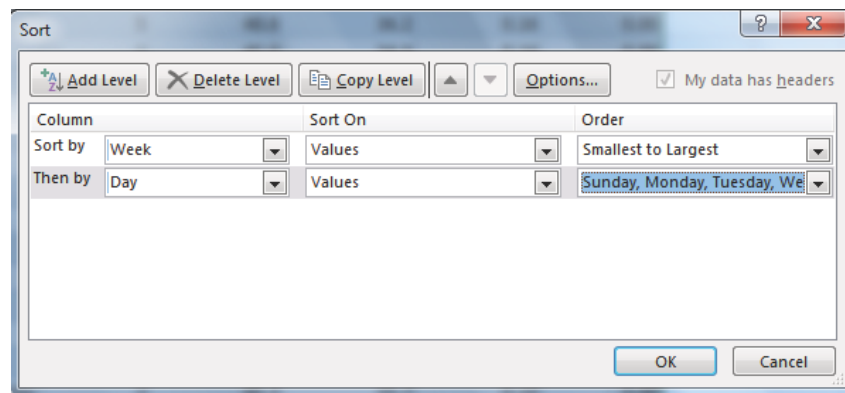 Sort
Add Level Delete Level Copy Level Options... My data has headers
Column Sort On Order
Sort by Week Values Smallest to Largest
Then by Day Values Sunday, Monday, Tuesday, We
OK Cancel